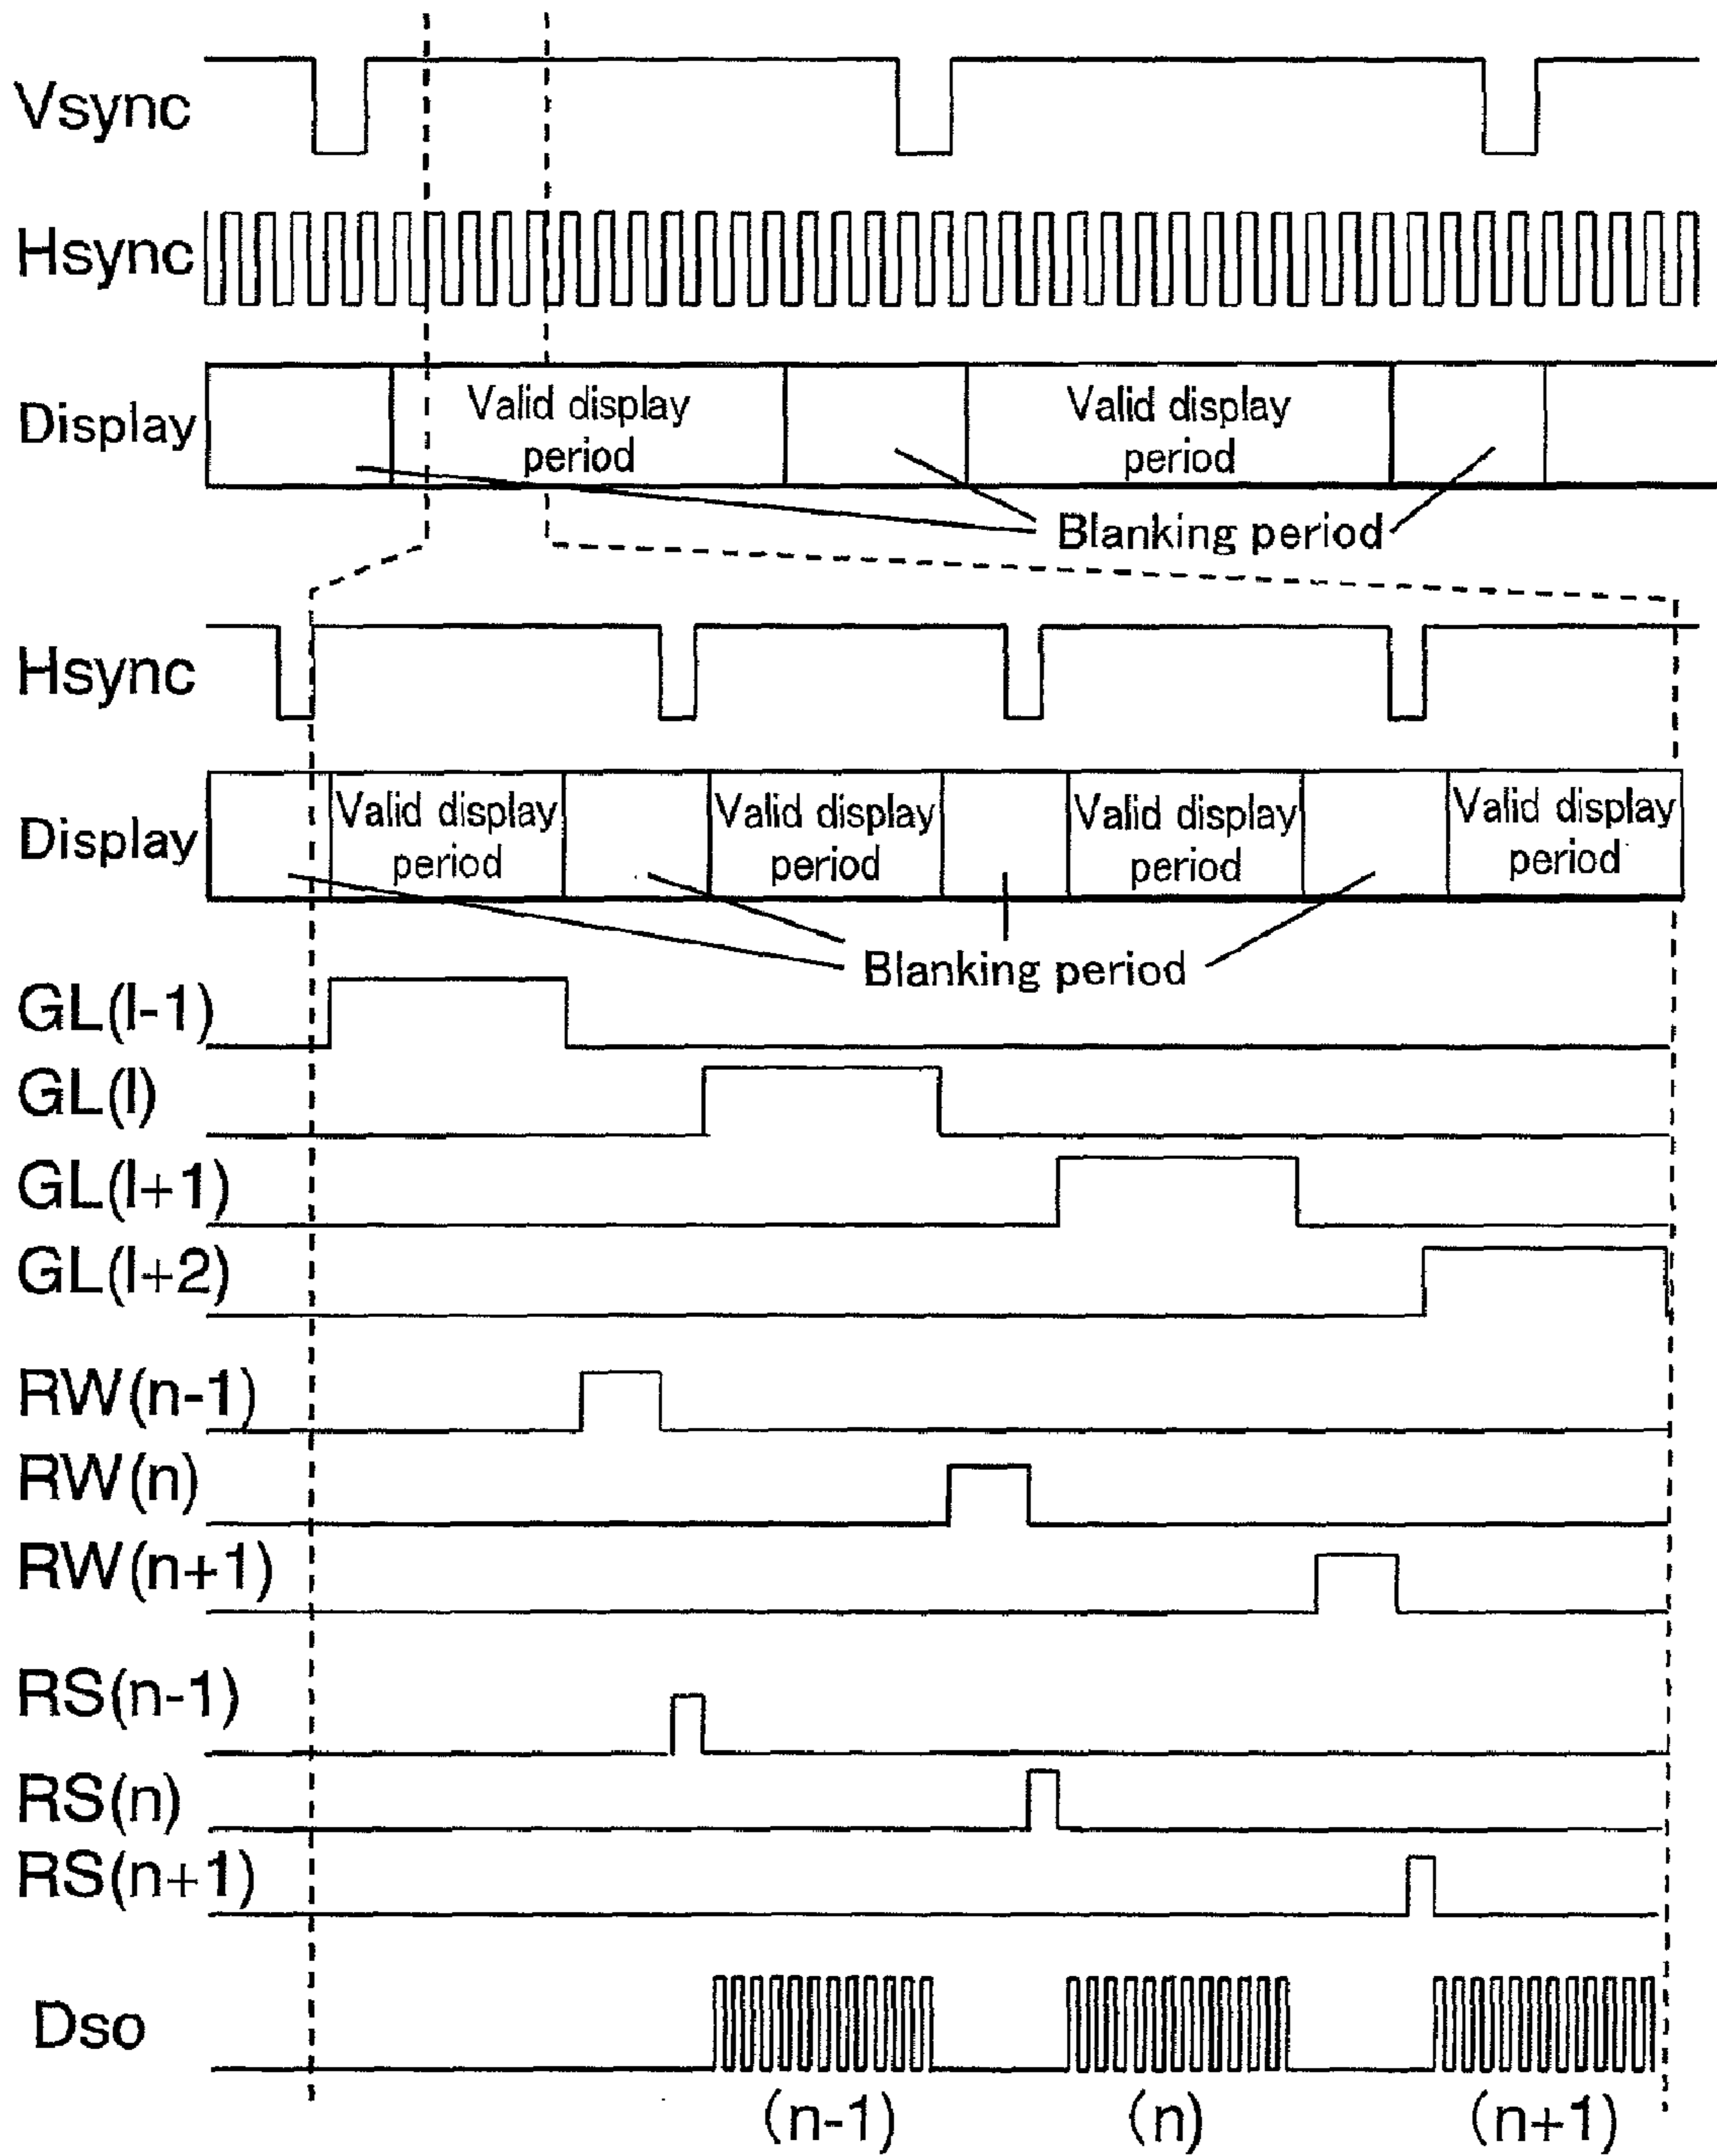 Vsync
Hsync
Display
Valid display
period
Valid display
period
Blanking period
Hsync
Display
Valid display
period
Valid display
period
Valid display
period
Valid display
period
Blanking period
GL(l-1)
GL(l)
GL(l+1)
GL(l+2)
RW(n-1)
RW(n)
RW(n+1)
RS(n-1)
RS(n)
RS(n+1)
Dso
(n-1)
(n)
(n+1)